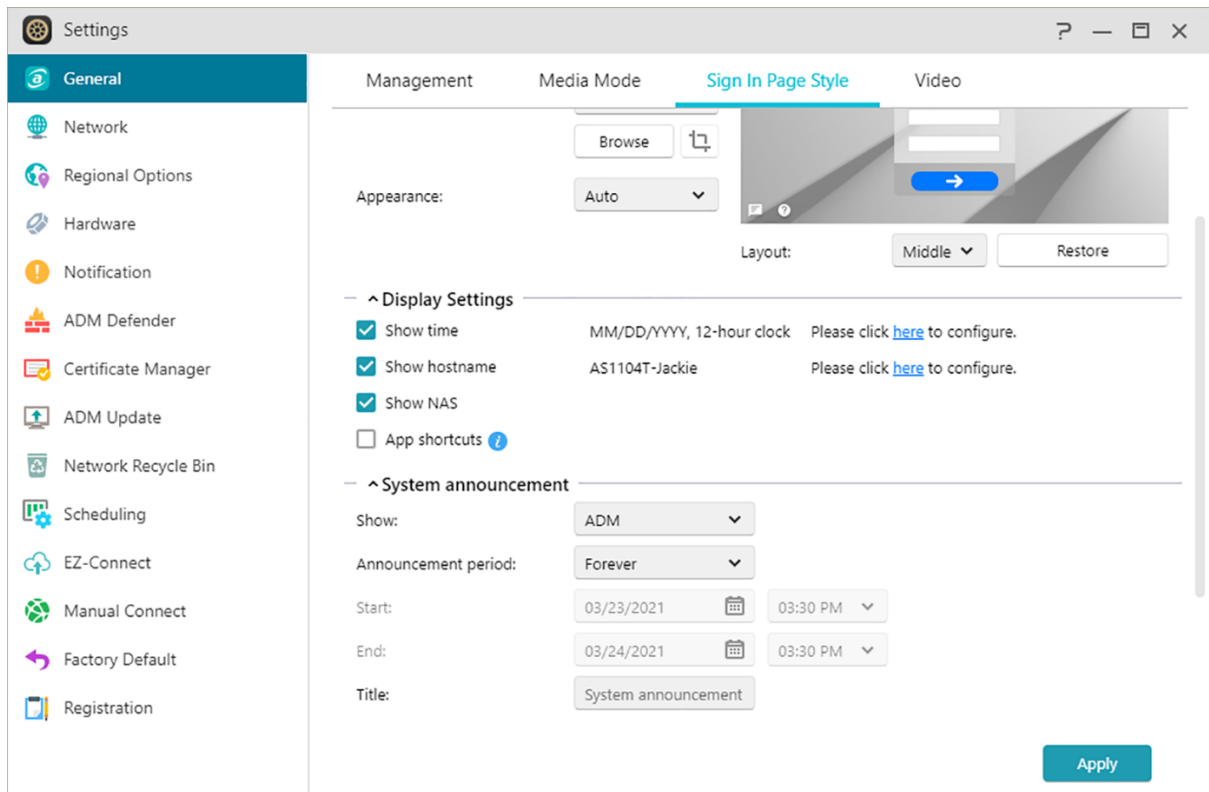 Settings
General
Network
Regional Options
Hardware
Notification
ADM Defender
Certificate Manager
ADM Update
Network Recycle Bin
Scheduling
EZ-Connect
Manual Connect
Factory Default
Registration
Management Media Mode Sign In Page Style Video
Browse
Appearance: Auto
Layout: Middle Restore
Display Settings
Show time MM/DD/YYYY, 12-hour clock Please click here to configure.
Show hostname AS1104T-Jackie Please click here to configure.
Show NAS
App shortcuts
System announcement
Show: ADM
Announcement period: Forever
Start: 03/23/2021 03:30 PM
End: 03/24/2021 03:30 PM
Title: System announcement
Apply